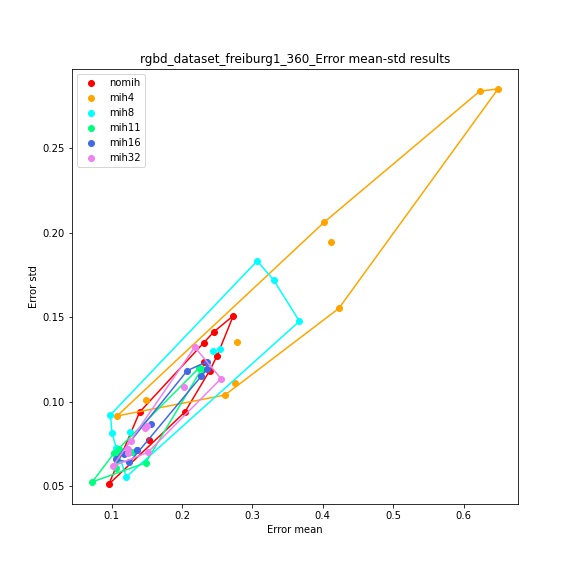 rgbd_dataset_freiburg1_360_Error mean-std results
nomih
mih4
mih8
mih11
mih16
mih32
Error std
0.25
0.20
0.15
0.10
0.05
0.1 0.2 0.3 0.4 0.5 0.6
Error mean